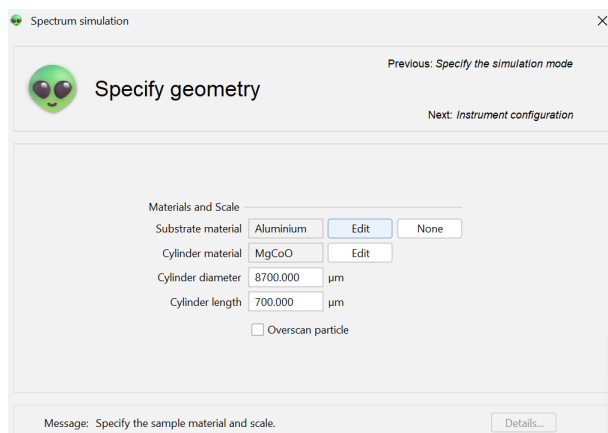 Spectrum simulation
Previous: Specify the simulation mode
Specify geometry
Next: Instrument configuration
Materials and Scale
Substrate material Aluminium Edit None
Cylinder material MgCoO Edit
Cylinder diameter 8700.000 µm
Cylinder length 700.000 µm
Overscan particle
Message: Specify the sample material and scale. Details...